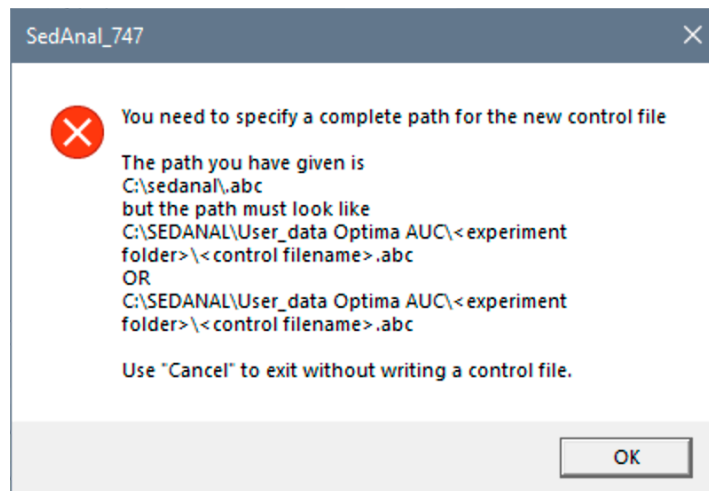 SedAnal_747
You need to specify a complete path for the new control file
The path you have given is
C:\sedanal\.abc
but the path must look like
C:\SEDANAL\User_data Optima AUC\<experiment
folder>\<control filename>.abc
OR
C:\SEDANAL\User_data Optima AUC\<experiment
folder>\<control filename>.abc
Use "Cancel" to exit without writing a control file.
OK